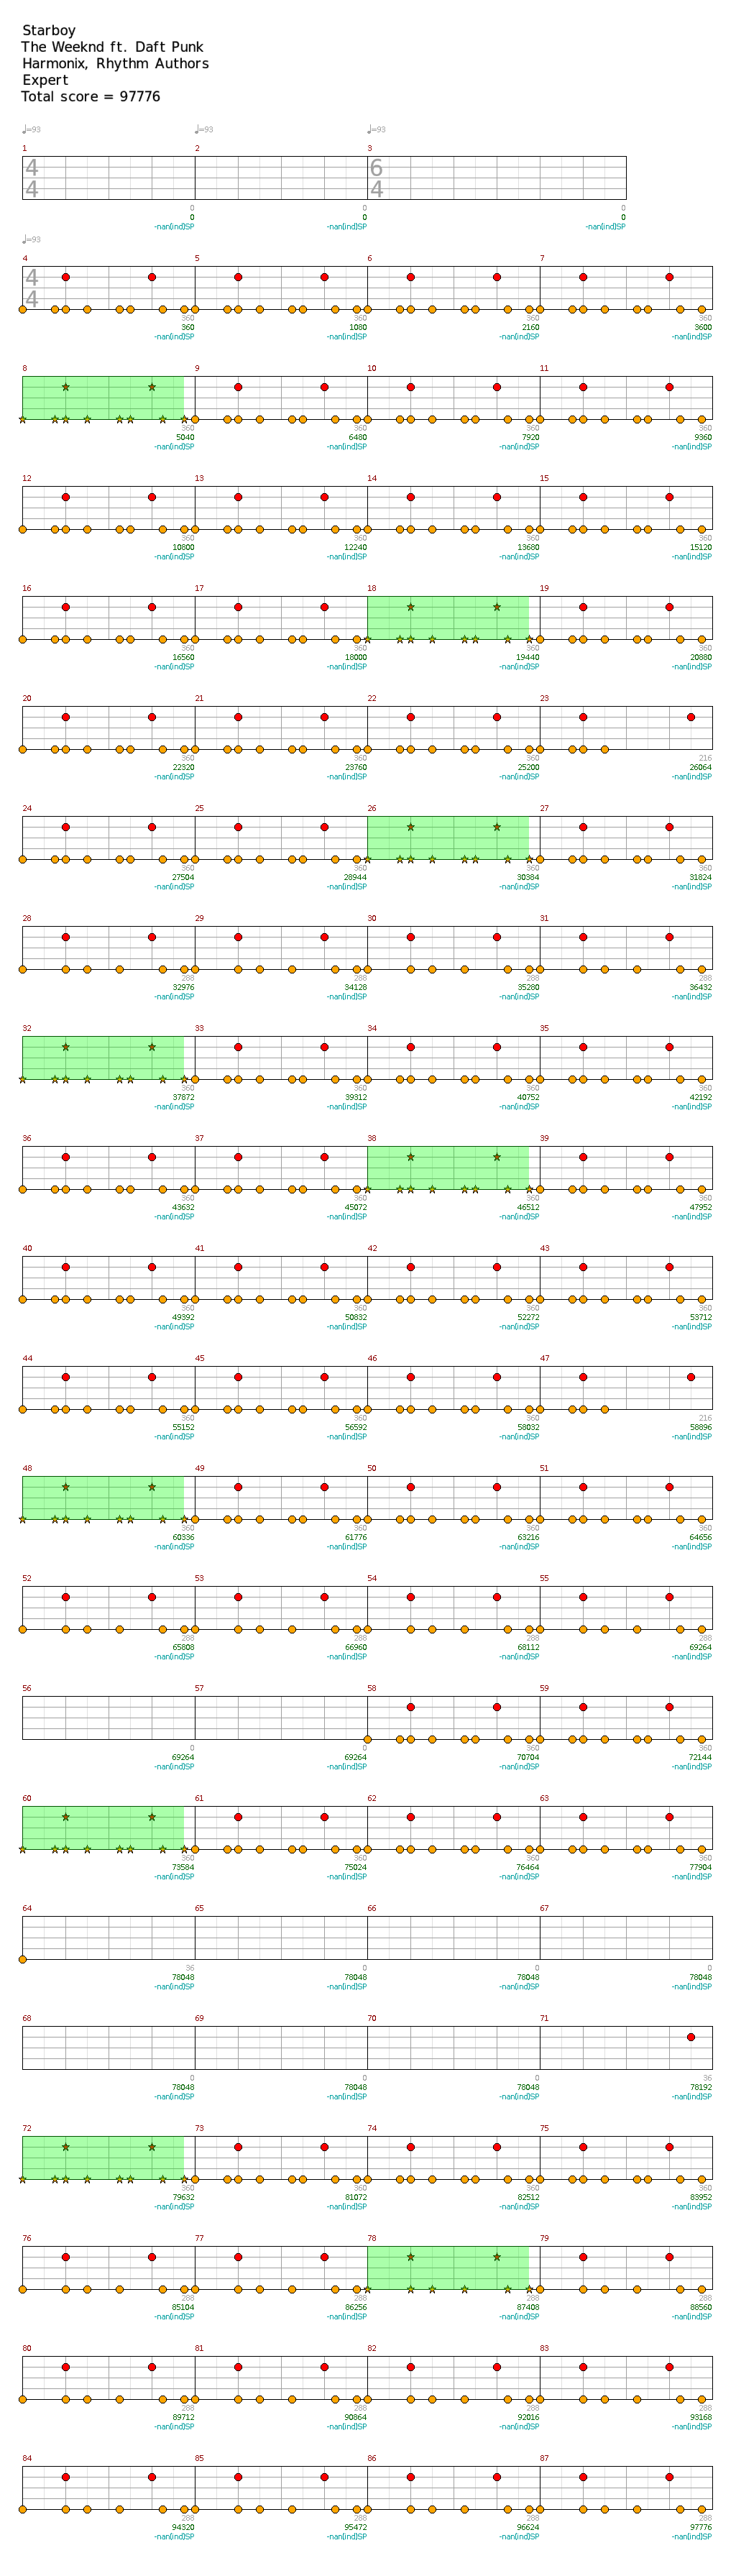 Starboy
The Weeknd ft. Daft Punk
Harmonix, Rhythm Authors
Expert
Total score = 97776
♩=93 ♩=93 ♩=93
1 2 3
4 4 6 4
0 0 0
0 0 0
-nan(ind)SP -nan(ind)SP -nan(ind)SP
♩=93
4 5 6 7
4 4
360 360 360 360
360 1080 2160 3600
-nan(ind)SP -nan(ind)SP -nan(ind)SP -nan(ind)SP
8 9 10 11
360 360 360 360
5040 6480 7920 9360
-nan(ind)SP -nan(ind)SP -nan(ind)SP -nan(ind)SP
12 13 14 15
360 360 360 360
10800 12240 13680 15120
-nan(ind)SP -nan(ind)SP -nan(ind)SP -nan(ind)SP
16 17 18 19
360 360 360 360
16560 18000 19440 20880
-nan(ind)SP -nan(ind)SP -nan(ind)SP -nan(ind)SP
20 21 22 23
360 360 360 216
22320 23760 25200 26064
-nan(ind)SP -nan(ind)SP -nan(ind)SP -nan(ind)SP
24 25 26 27
360 360 360 360
27504 28944 30384 31824
-nan(ind)SP -nan(ind)SP -nan(ind)SP -nan(ind)SP
28 29 30 31
288 288 288 288
32976 34128 35280 36432
-nan(ind)SP -nan(ind)SP -nan(ind)SP -nan(ind)SP
32 33 34 35
360 360 360 360
37872 39312 40752 42192
-nan(ind)SP -nan(ind)SP -nan(ind)SP -nan(ind)SP
36 37 38 39
360 360 360 360
43632 45072 46512 47952
-nan(ind)SP -nan(ind)SP -nan(ind)SP -nan(ind)SP
40 41 42 43
360 360 360 360
49392 50832 52272 53712
-nan(ind)SP -nan(ind)SP -nan(ind)SP -nan(ind)SP
44 45 46 47
360 360 360 216
55152 56592 58032 58896
-nan(ind)SP -nan(ind)SP -nan(ind)SP -nan(ind)SP
48 49 50 51
360 360 360 360
60336 61776 63216 64656
-nan(ind)SP -nan(ind)SP -nan(ind)SP -nan(ind)SP
52 53 54 55
288 288 288 288
65808 66960 68112 69264
-nan(ind)SP -nan(ind)SP -nan(ind)SP -nan(ind)SP
56 57 58 59
0 0 360 360
69264 69264 70704 72144
-nan(ind)SP -nan(ind)SP -nan(ind)SP -nan(ind)SP
60 61 62 63
360 360 360 360
73584 75024 76464 77904
-nan(ind)SP -nan(ind)SP -nan(ind)SP -nan(ind)SP
64 65 66 67
36 0 0 0
78048 78048 78048 78048
-nan(ind)SP -nan(ind)SP -nan(ind)SP -nan(ind)SP
68 69 70 71
0 0 0 36
78048 78048 78048 78192
-nan(ind)SP -nan(ind)SP -nan(ind)SP -nan(ind)SP
72 73 74 75
360 360 360 360
79632 81072 82512 83952
-nan(ind)SP -nan(ind)SP -nan(ind)SP -nan(ind)SP
76 77 78 79
288 288 288 288
85104 86256 87408 88560
-nan(ind)SP -nan(ind)SP -nan(ind)SP -nan(ind)SP
80 81 82 83
288 288 288 288
89712 90864 92016 93168
-nan(ind)SP -nan(ind)SP -nan(ind)SP -nan(ind)SP
84 85 86 87
288 288 288 288
94320 95472 96624 97776
-nan(ind)SP -nan(ind)SP -nan(ind)SP -nan(ind)SP